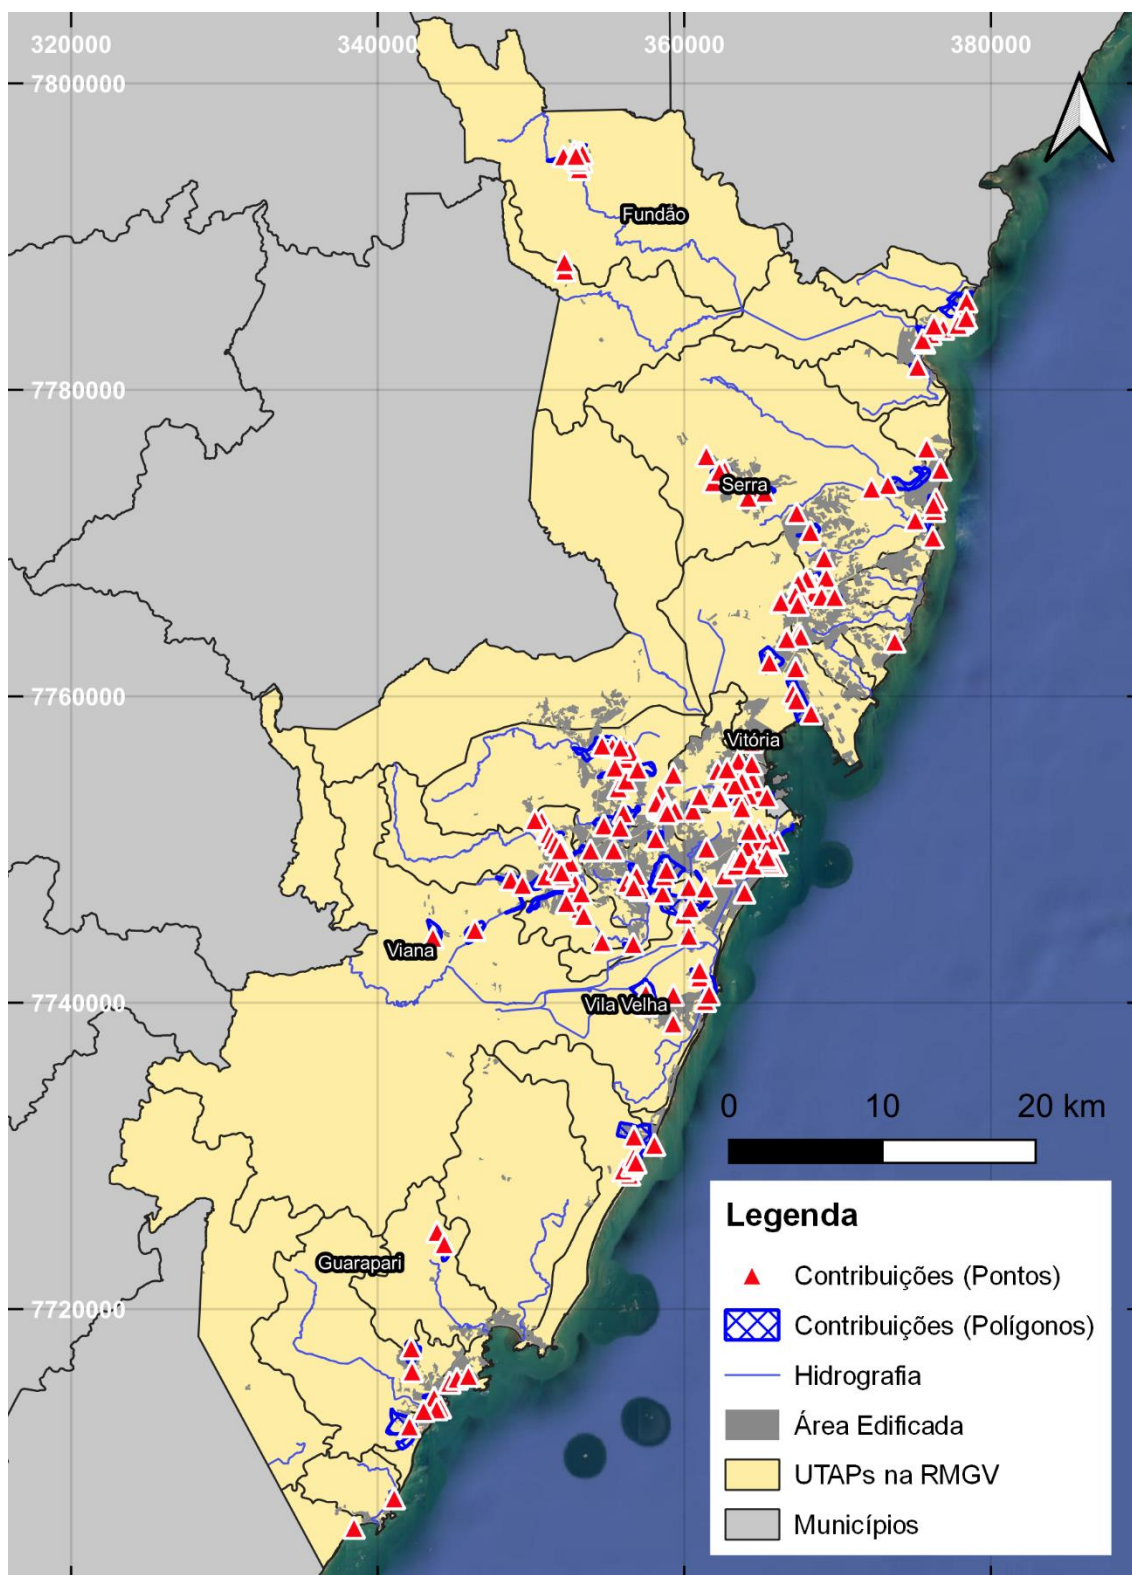 320000 340000 360000 380000
7800000
Fundão
7780000
Serra
7760000
Vitória
Viana
7740000
Vila Velha
0 10 20 km
Guarapari
7720000
Legenda
Contribuições (Pontos)
Contribuições (Polígonos)
Hidrografia
Área Edificada
UTAPs na RMGV
Municípios